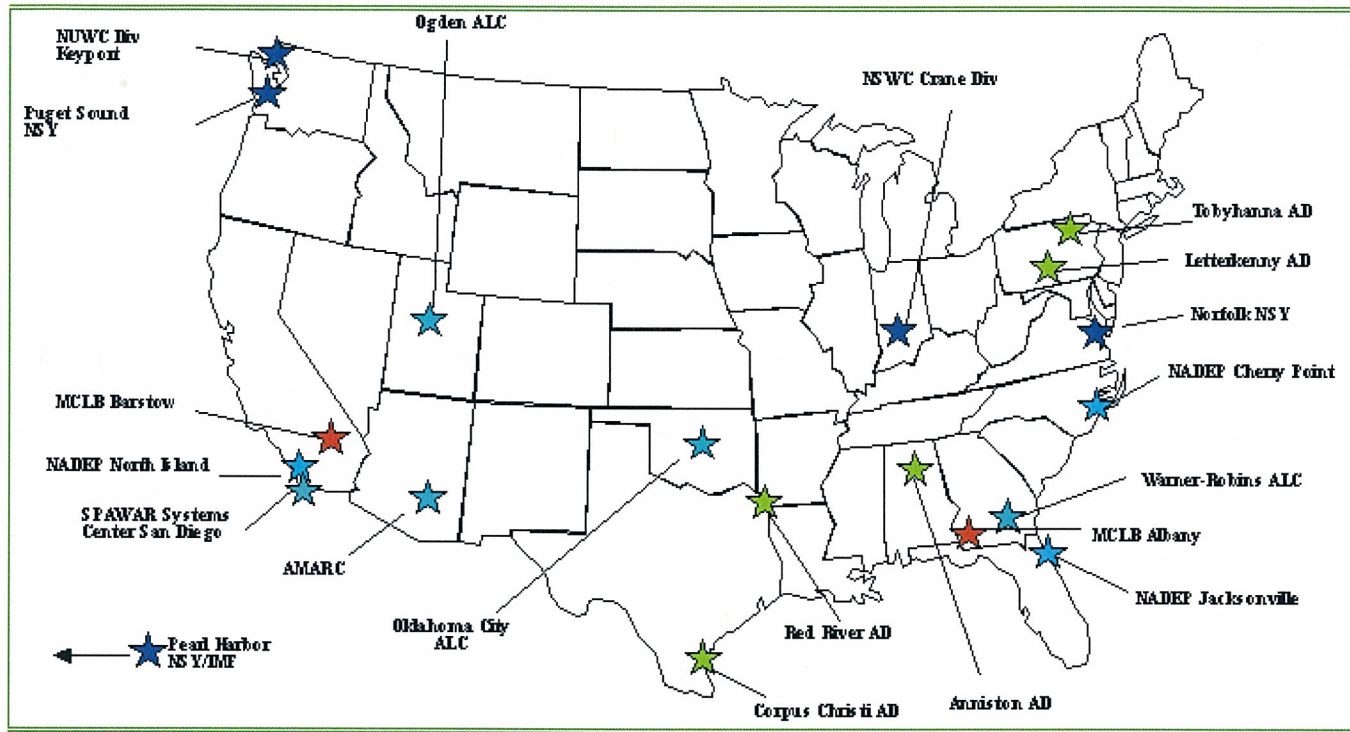 Ogden ALC
NUWC Div
Keyport
NSWC Crane Div
Puget Sound
NSY
Tobyhanna AD
Letterkenny AD
Norfolk NSY
NADEP Cherry Point
MCLB Barstow
NADEP North Island
Warner-Robins ALC
SPAWAR Systems
Center San Diego
MCLB Albany
AMARC
NADEP Jacksonville
Oklahoma City
ALC
Red River AD
Pearl Harbor
NSY/IMF
Anniston AD
Corpus Christi AD